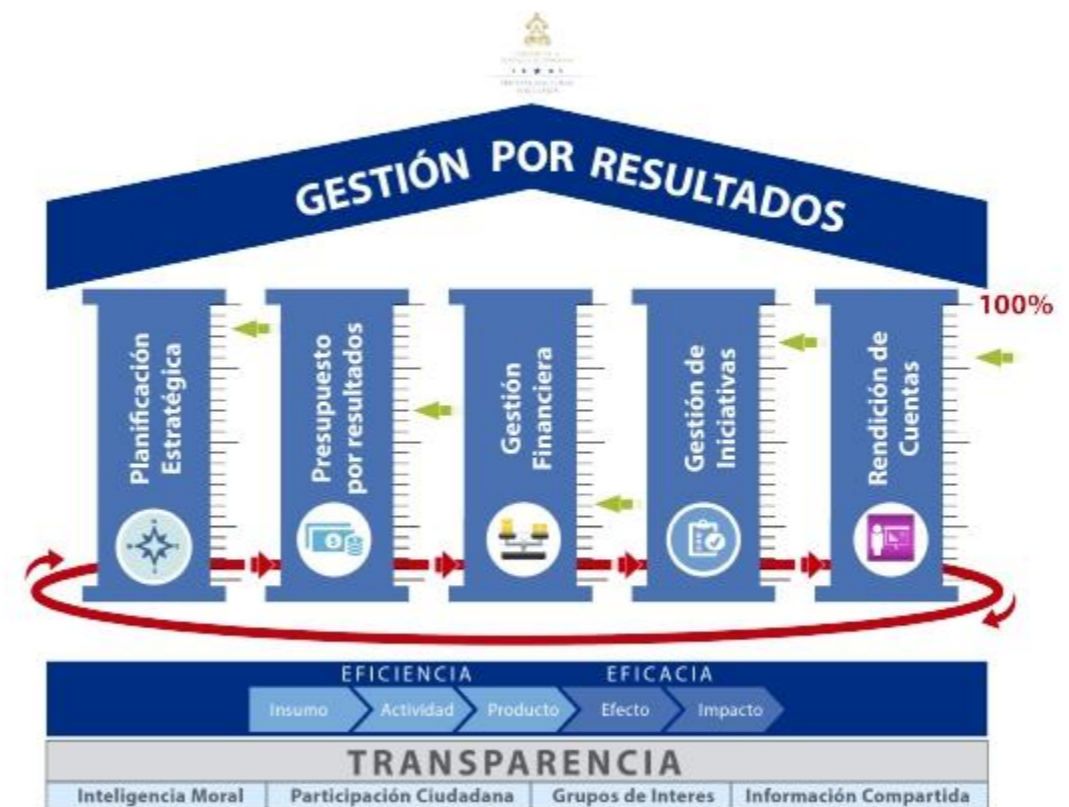 GESTIÓN POR RESULTADOS
100%
Planificación
Estratégica
Presupuesto
por resultados
Gestión
Financiera
Gestión de
Iniciativas
Rendición de
Cuentas
EFICIENCIA EFICACIA
Insumo Actividad Producto Efecto Impacto
TRANSPARENCIA
Inteligencia Moral Participación Ciudadana Grupos de Interes Información Compartida